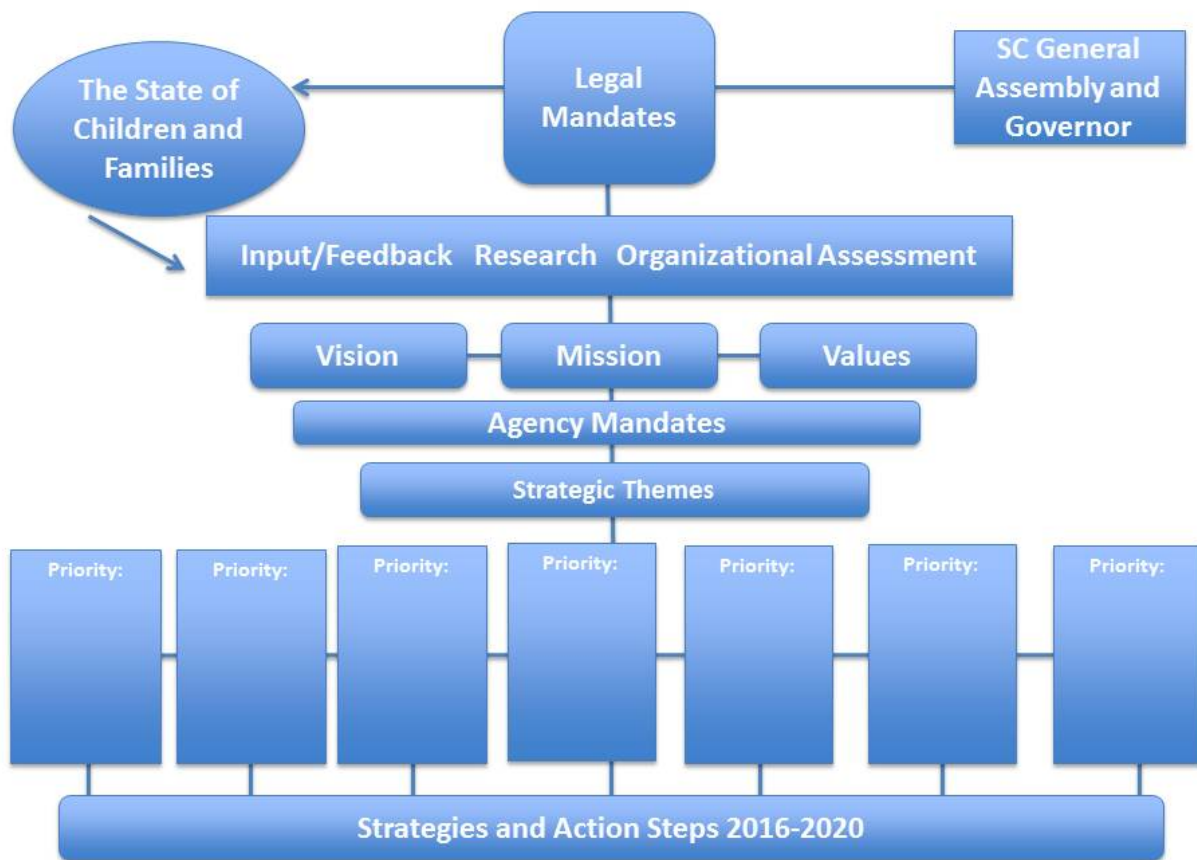 The State of
Children and
Families
Legal
Mandates
SC General
Assembly and
Governor
Input/Feedback Research Organizational Assessment
Vision
Mission
Values
Agency Mandates
Strategic Themes
Priority:
Priority:
Priority:
Priority:
Priority:
Priority:
Priority:
Strategies and Action Steps 2016-2020